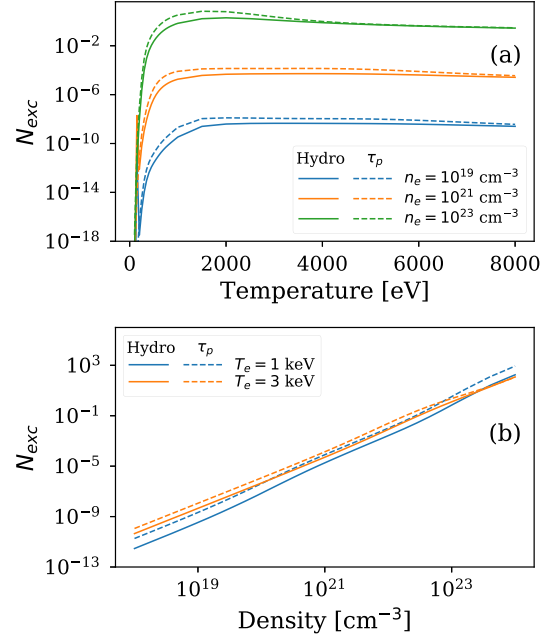 (a)
N_exc
10^−2
10^−6
10^−10
10^−14
10^−18
Hydro τ_p
n_e = 10^19 cm^−3
n_e = 10^21 cm^−3
n_e = 10^23 cm^−3
0 2000 4000 6000 8000
Temperature [eV]
Hydro τ_p
T_e = 1 keV
T_e = 3 keV
(b)
N_exc
10^3
10^−1
10^−5
10^−9
10^−13
10^19 10^21 10^23
Density [cm^−3]